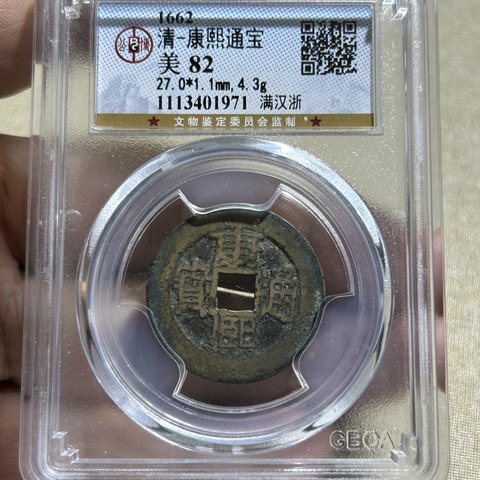 1662
清-康熙通宝
美 82
27.0*1.1mm,4.3g
1113401971 满汉浙
★ 文物鉴定委员会监制 ★
康熙通寶
GBCA